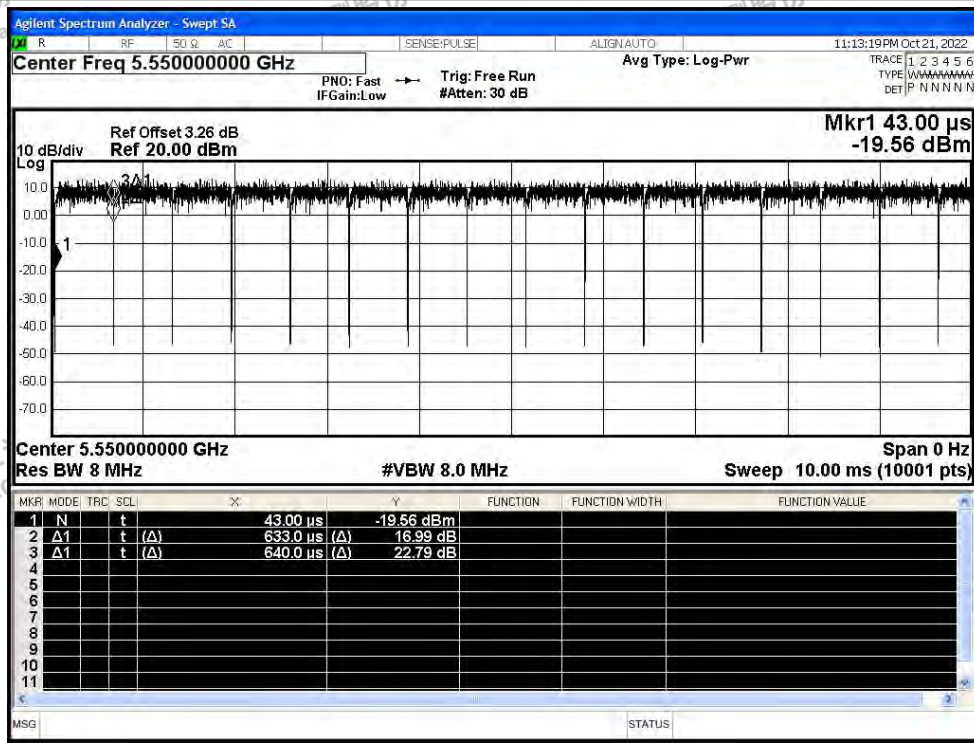 Agilent Spectrum Analyzer - Swept SA
LXI R RF 50 Ω AC SENSE:PULSE ALIGN AUTO 11:13:19 PM Oct 21, 2022
Center Freq 5.550000000 GHz Avg Type: Log-Pwr TRACE 1 2 3 4 5 6
PNO: Fast Trig: Free Run TYPE WWWWWW
IFGain:Low #Atten: 30 dB DET P N N N N N
Mkr1 43.00 µs
Ref Offset 3.26 dB
10 dB/div Ref 20.00 dBm -19.56 dBm
Log
3Δ1
10.0
0.00
-10.0
1
-20.0
-30.0
-40.0
-50.0
-60.0
-70.0
Center 5.550000000 GHz Span 0 Hz
Res BW 8 MHz #VBW 8.0 MHz Sweep 10.00 ms (10001 pts)
MKR MODE TRC SCL X Y FUNCTION FUNCTION WIDTH FUNCTION VALUE
1 N t 43.00 µs -19.56 dBm
2 Δ1 t (Δ) 633.0 µs (Δ) 16.99 dB
3 Δ1 t (Δ) 640.0 µs (Δ) 22.79 dB
4
5
6
7
8
9
10
11
MSG STATUS